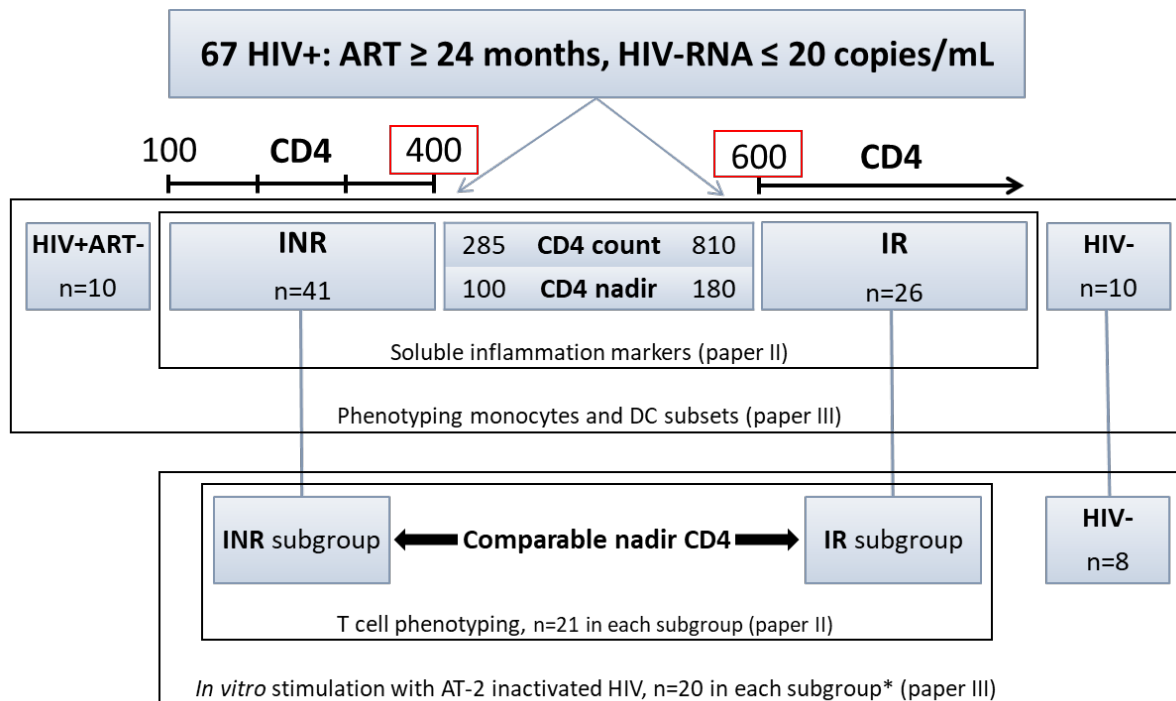 67 HIV+: ART ≥ 24 months, HIV-RNA ≤ 20 copies/mL
100 CD4 400 600 CD4
HIV+ART-
n=10
INR
n=41
285 CD4 count 810
100 CD4 nadir 180
IR
n=26
HIV-
n=10
Soluble inflammation markers (paper II)
Phenotyping monocytes and DC subsets (paper III)
INR subgroup
Comparable nadir CD4
IR subgroup
HIV-
n=8
T cell phenotyping, n=21 in each subgroup (paper II)
In vitro stimulation with AT-2 inactivated HIV, n=20 in each subgroup* (paper III)